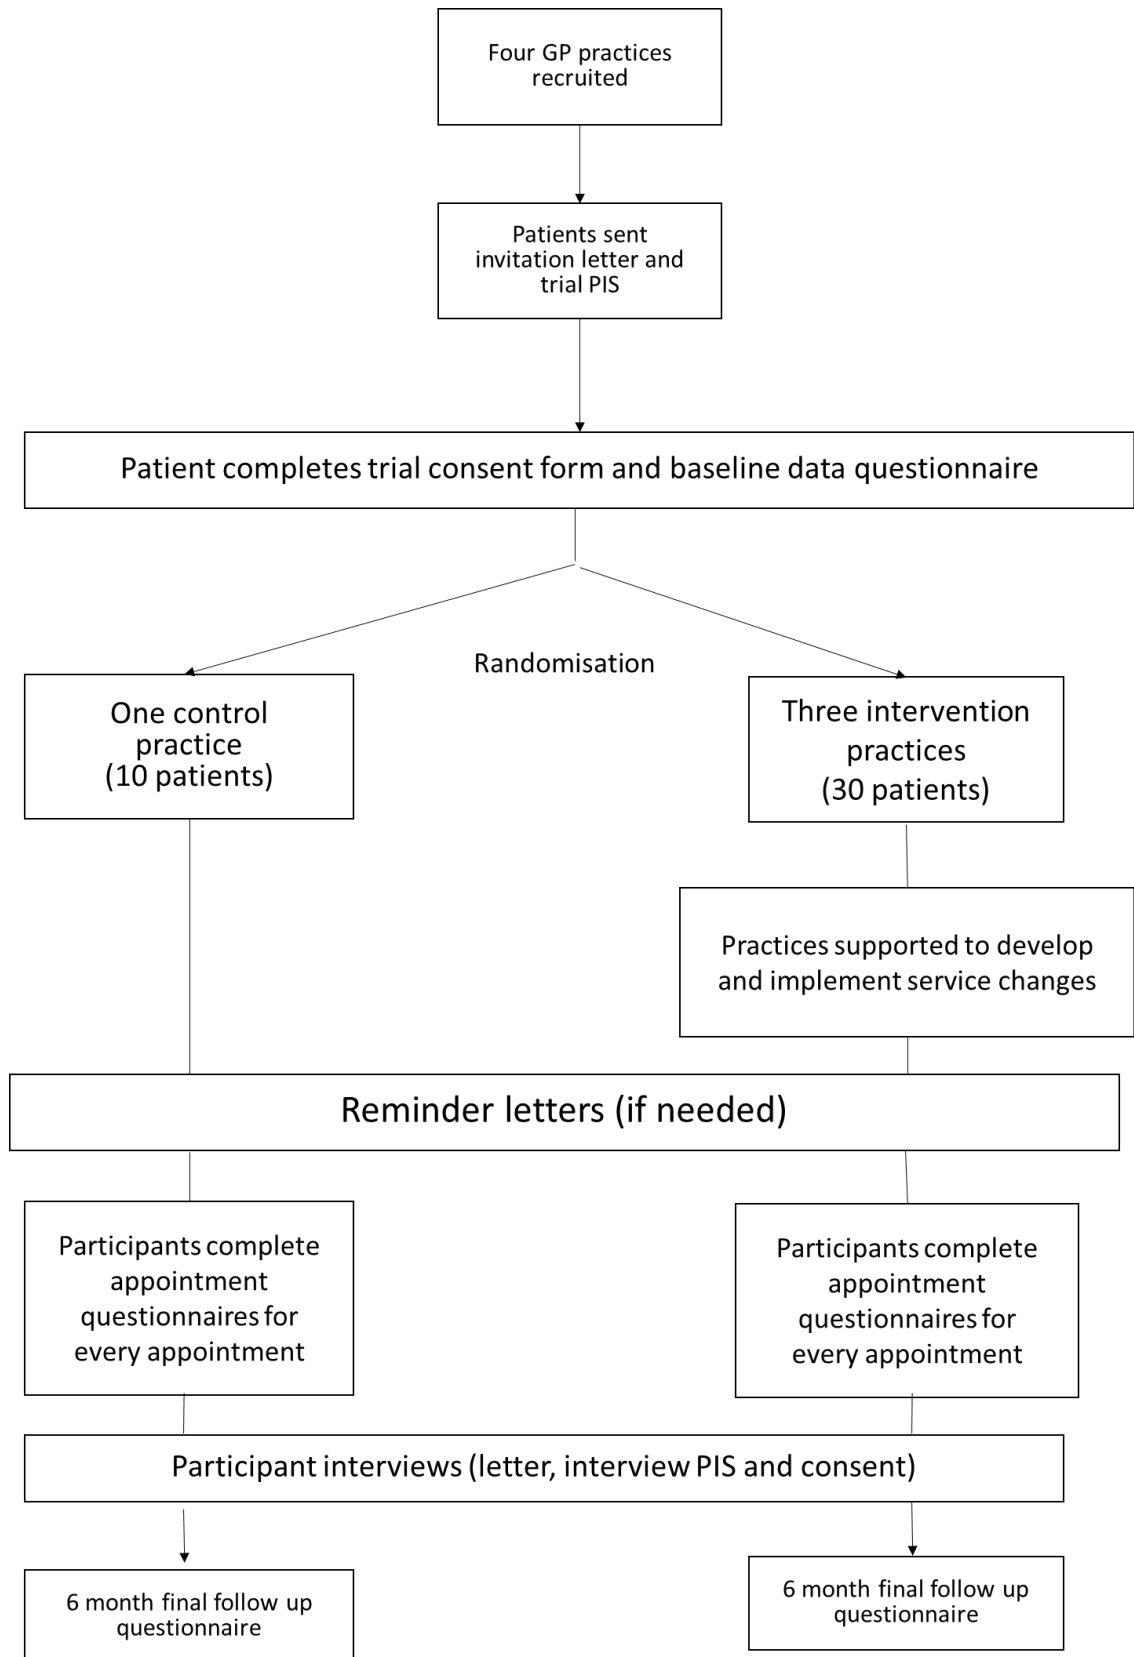 Four GP practices
recruited
Patients sent
invitation letter and
trial PIS
Patient completes trial consent form and baseline data questionnaire
Randomisation
One control
practice
(10 patients)
Three intervention
practices
(30 patients)
Practices supported to develop
and implement service changes
Reminder letters (if needed)
Participants complete
appointment
questionnaires for
every appointment
Participants complete
appointment
questionnaires for
every appointment
Participant interviews (letter, interview PIS and consent)
6 month final follow up
questionnaire
6 month final follow up
questionnaire